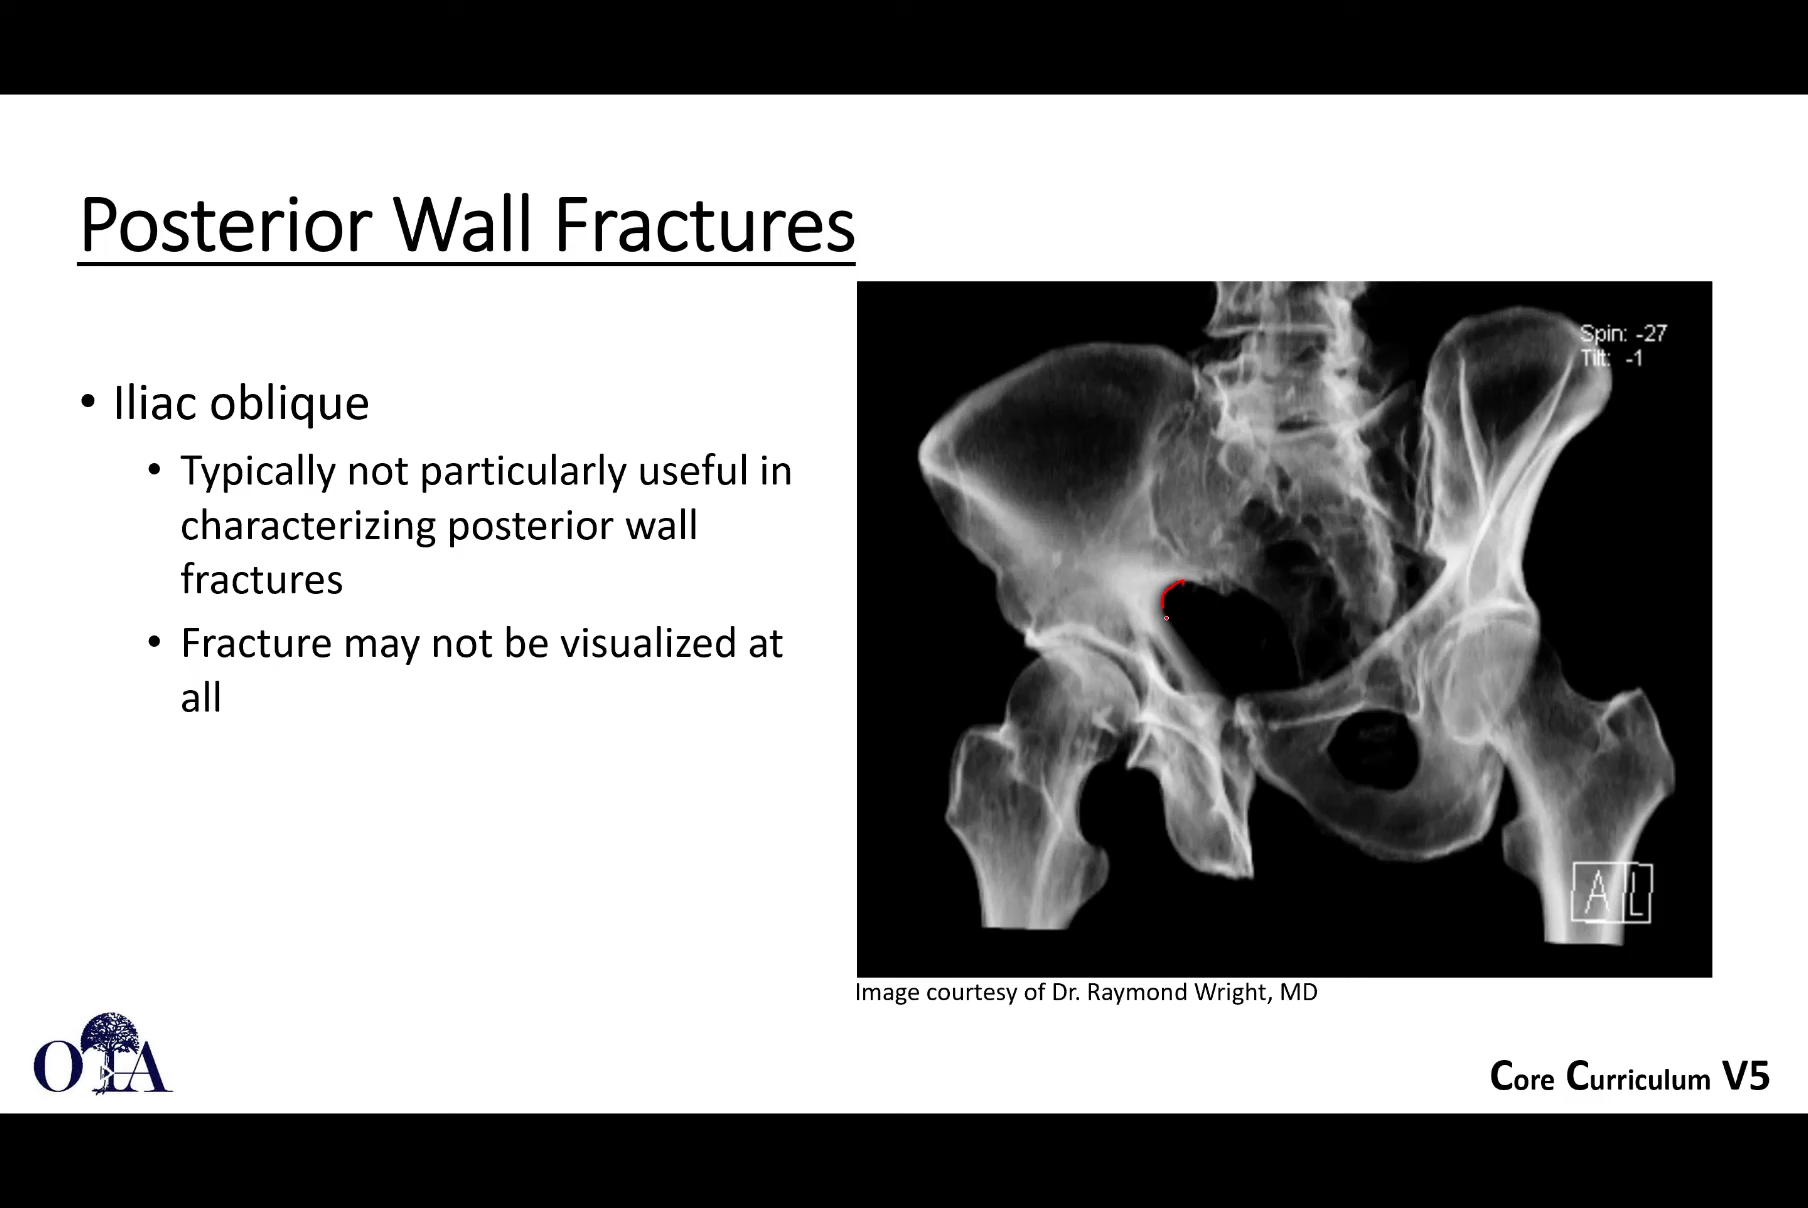 Posterior Wall Fractures
• Iliac oblique
• Typically not particularly useful in
characterizing posterior wall
fractures
• Fracture may not be visualized at
all
Spin: -27
Tilt: -1
A L
Image courtesy of Dr. Raymond Wright, MD
OTA
Core Curriculum V5